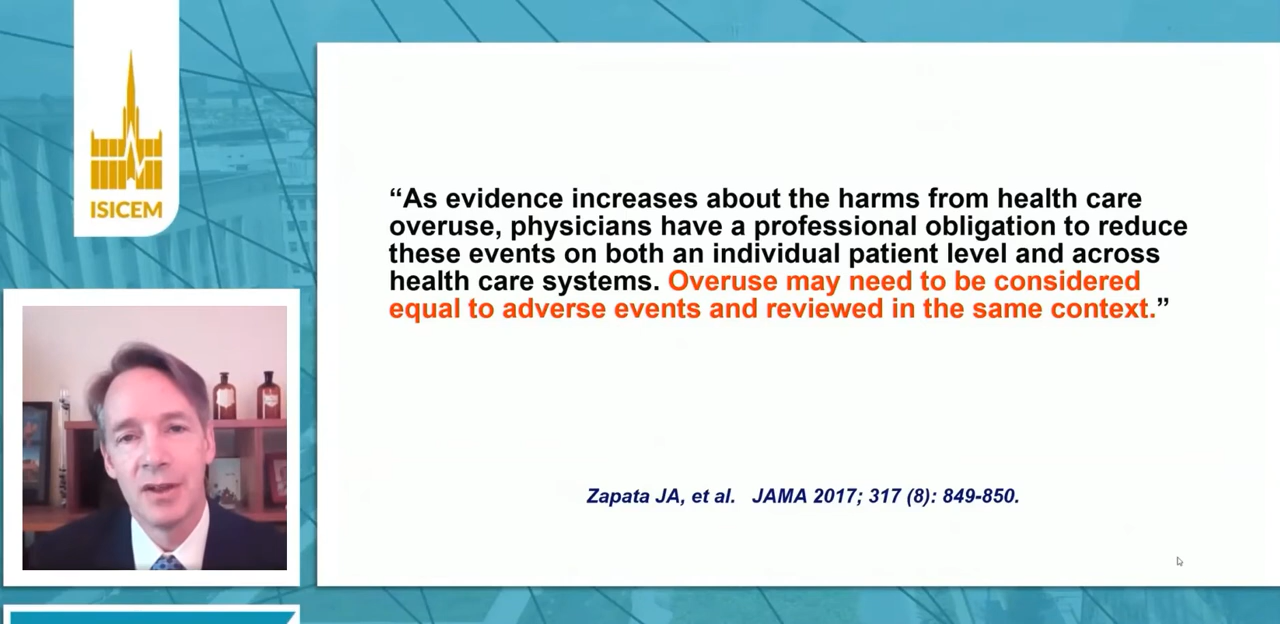 ISICEM
“As evidence increases about the harms from health care
overuse, physicians have a professional obligation to reduce
these events on both an individual patient level and across
health care systems. Overuse may need to be considered
equal to adverse events and reviewed in the same context.”
Zapata JA, et al. JAMA 2017; 317 (8): 849-850.